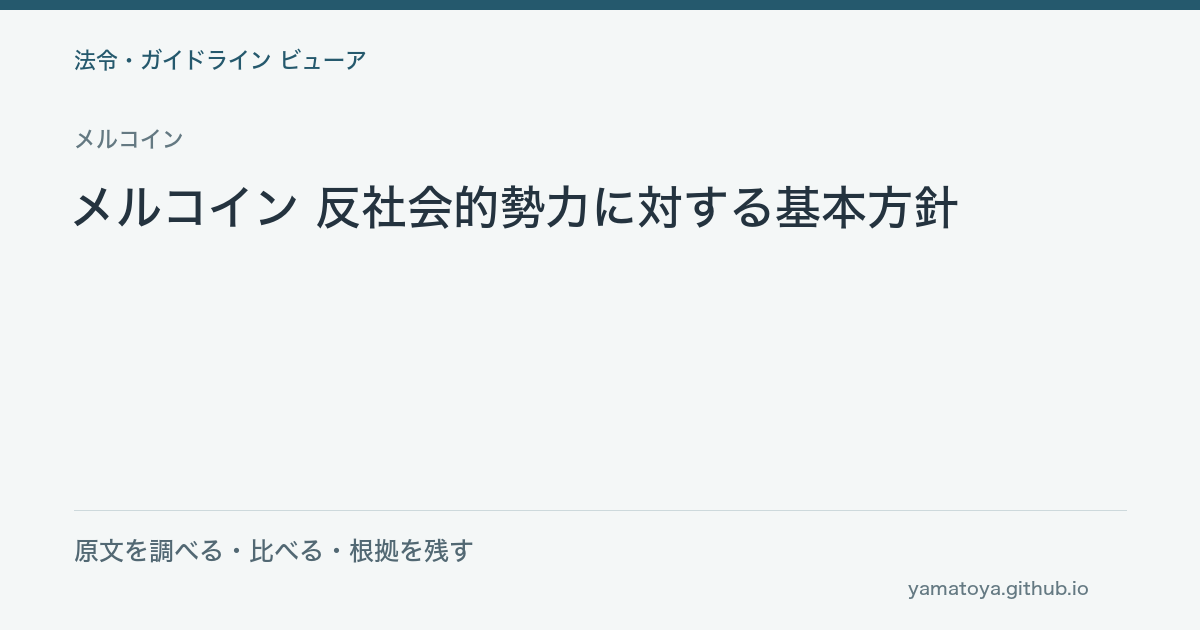 法令・ガイドライン ビューア
メルコイン
メルコイン 反社会的勢力に対する基本方針
原文を調べる・比べる・根拠を残す
yamatoya.github.io